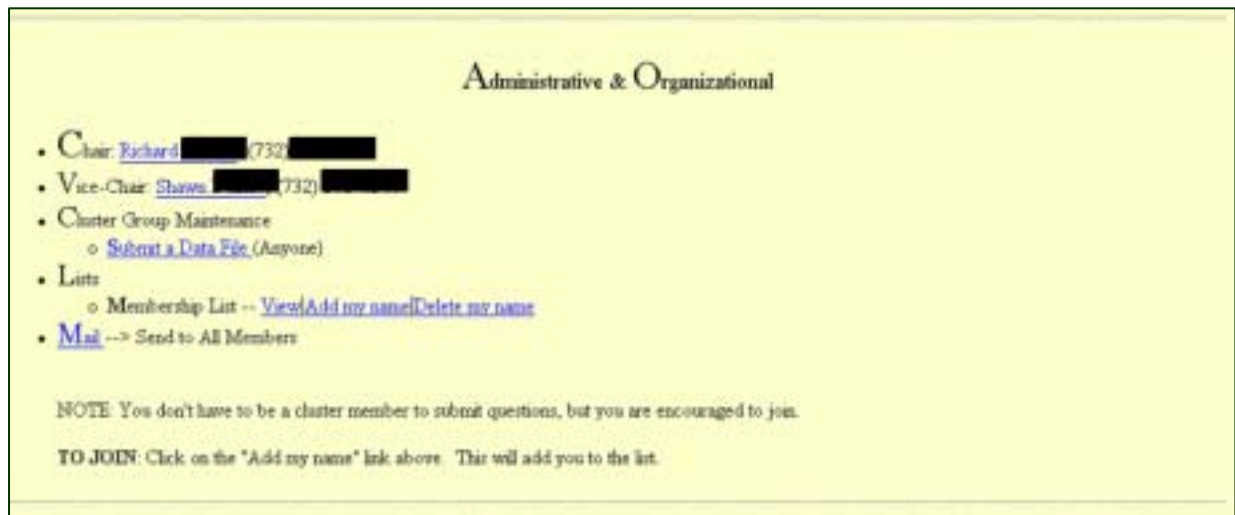 Administrative & Organizational
• Chair: Richard (732)
• Vice-Chair: Shawn (732)
• Cluster Group Maintenance
o Submit a Data File (Anyone)
• Lists
o Membership List -- View|Add my name|Delete my name
• Mail --> Send to All Members
NOTE: You don't have to be a cluster member to submit questions, but you are encouraged to join.
TO JOIN: Click on the "Add my name" link above. This will add you to the list.